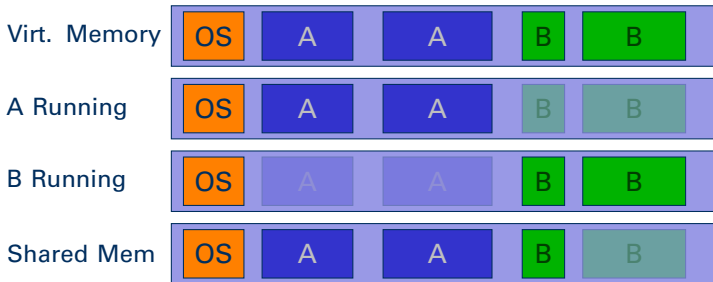 Virt. Memory OS A A B B
A Running OS A A B B
B Running OS A A B B
Shared Mem OS A A B B